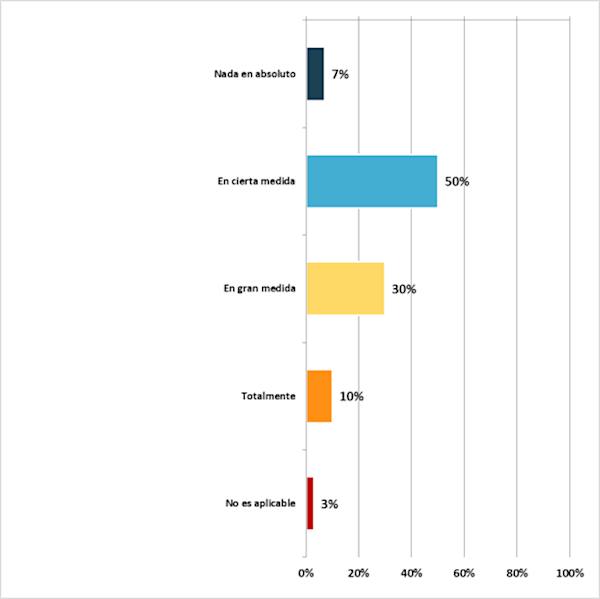 Nada en absoluto 7%
En cierta medida 50%
En gran medida 30%
Totalmente 10%
No es aplicable 3%
0% 20% 40% 60% 80% 100%